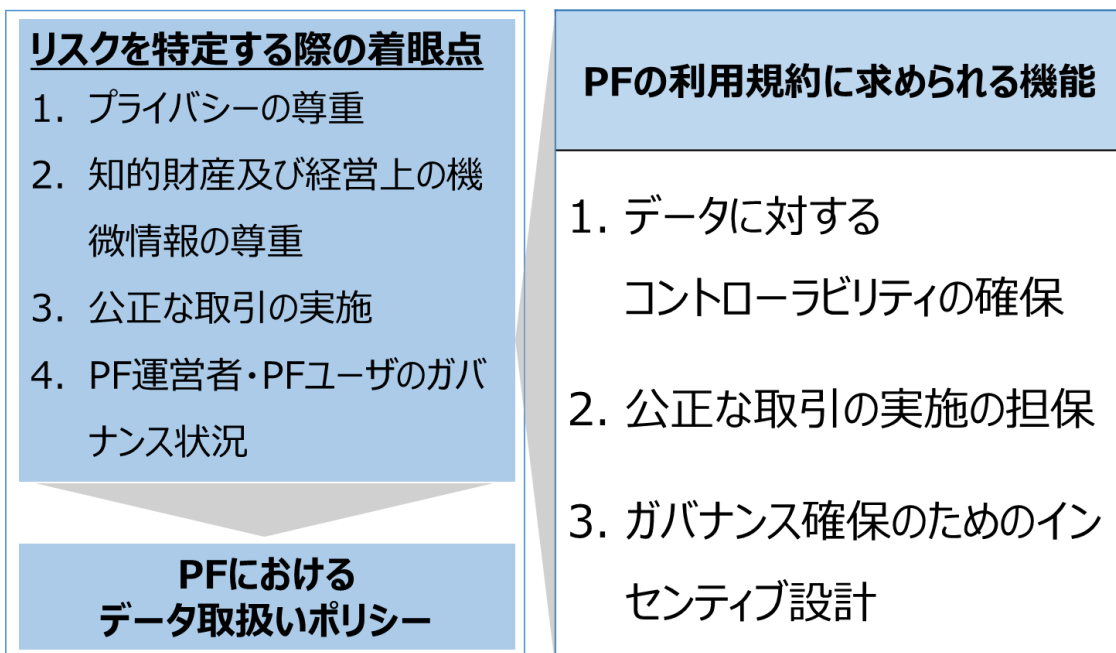 リスクを特定する際の着眼点
1. プライバシーの尊重
2. 知的財産及び経営上の機
微情報の尊重
3. 公正な取引の実施
4. PF運営者・PFユーザのガバ
ナンス状況
PFにおける
データ取扱いポリシー
PFの利用規約に求められる機能
1. データに対する
コントローラビリティの確保
2. 公正な取引の実施の担保
3. ガバナンス確保のためのイン
センティブ設計